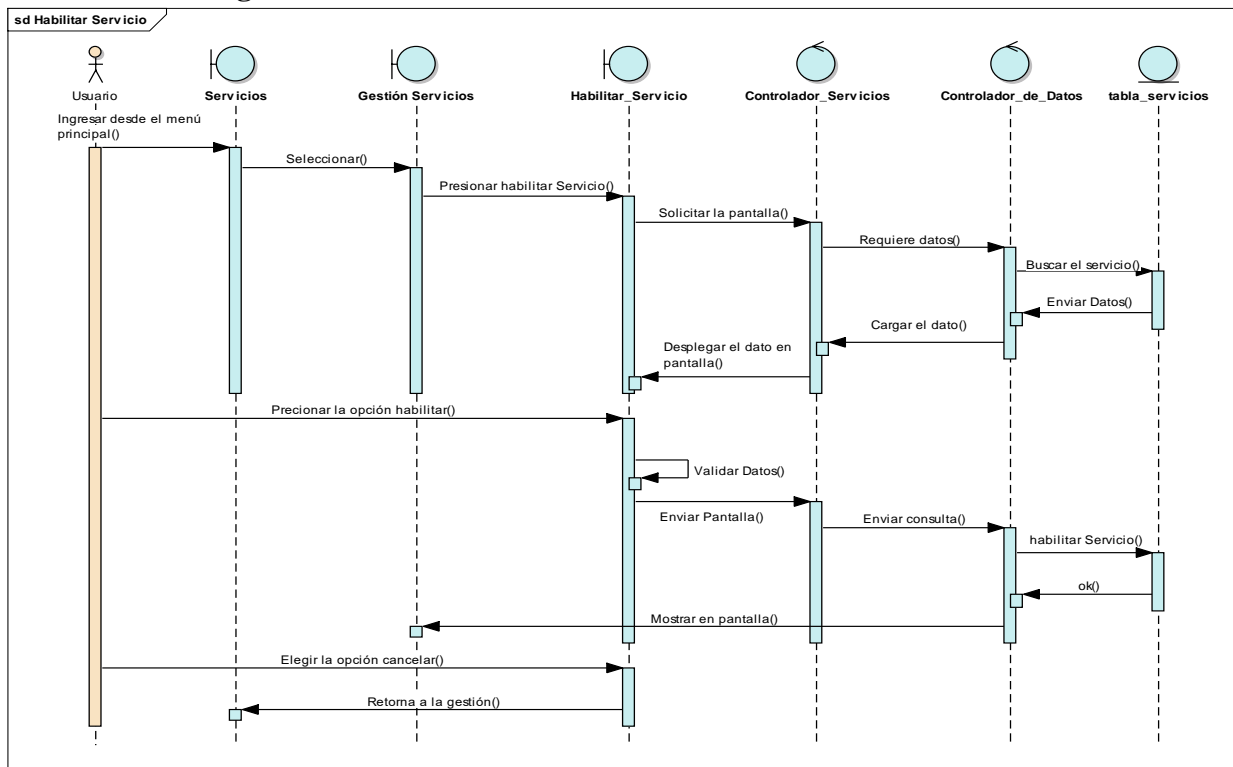 sd Habilitar Servicio
Usuario
Servicios
Gestión Servicios
Habilitar_Servicio
Controlador_Servicios
Controlador_de_Datos
tabla_servicios
Ingresar desde el menú
principal()
Seleccionar()
Presionar habilitar Servicio()
Solicitar la pantalla()
Requiere datos()
Buscar el servicio()
Enviar Datos()
Cargar el dato()
Desplegar el dato en
pantalla()
Precionar la opción habilitar()
Validar Datos()
Enviar Pantalla()
Enviar consulta()
habilitar Servicio()
ok()
Mostrar en pantalla()
Elegir la opción cancelar()
Retorna a la gestión()